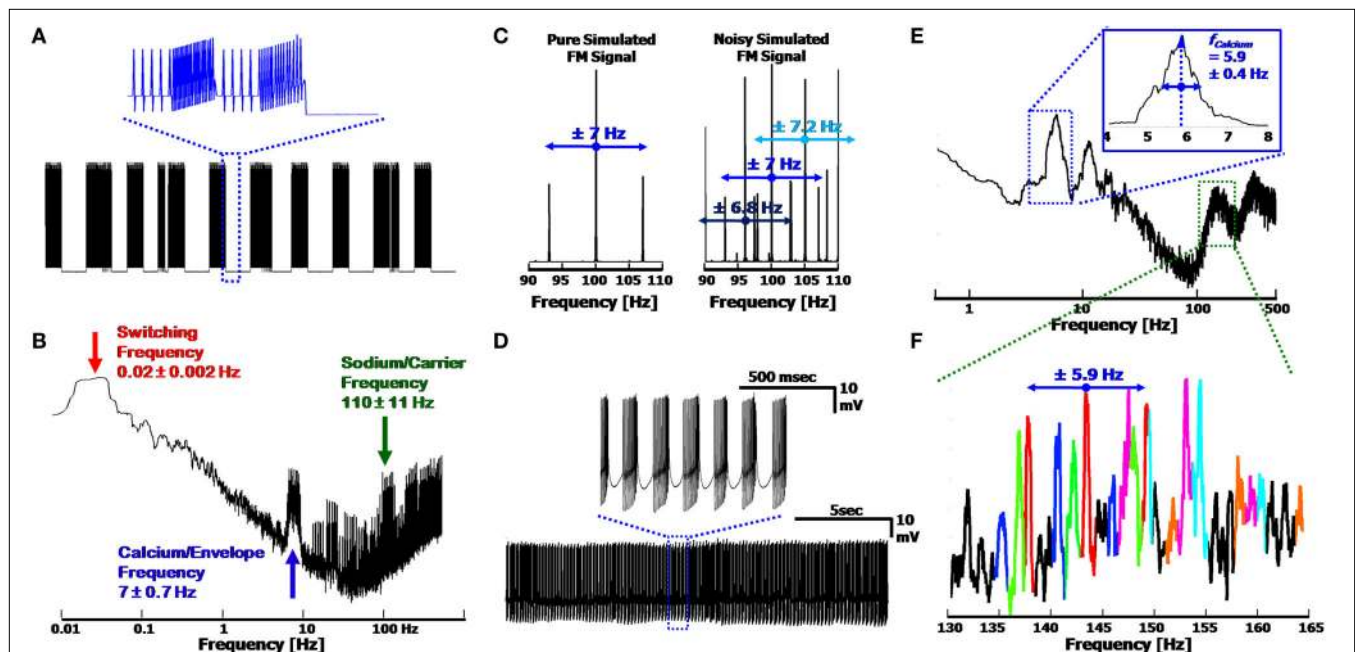 A
B
Switching
Frequency
0.02 ± 0.002 Hz
Sodium/Carrier
Frequency
110 ± 11 Hz
Calcium/Envelope
Frequency
7 ± 0.7 Hz
0.01 0.1 1 10 100 Hz
Frequency [Hz]
C
Pure Simulated
FM Signal
± 7 Hz
90 95 100 105 110
Frequency [Hz]
Noisy Simulated
FM Signal
± 7.2 Hz
± 7 Hz
± 6.8 Hz
90 95 100 105 110
Frequency [Hz]
D
500 msec
10
mV
5sec
10
mV
E
fCalcium
= 5.9
± 0.4 Hz
4 5 6 7 8
1 10 100 500
Frequency [Hz]
F
± 5.9 Hz
130 135 140 145 150 155 160 165
Frequency [Hz]